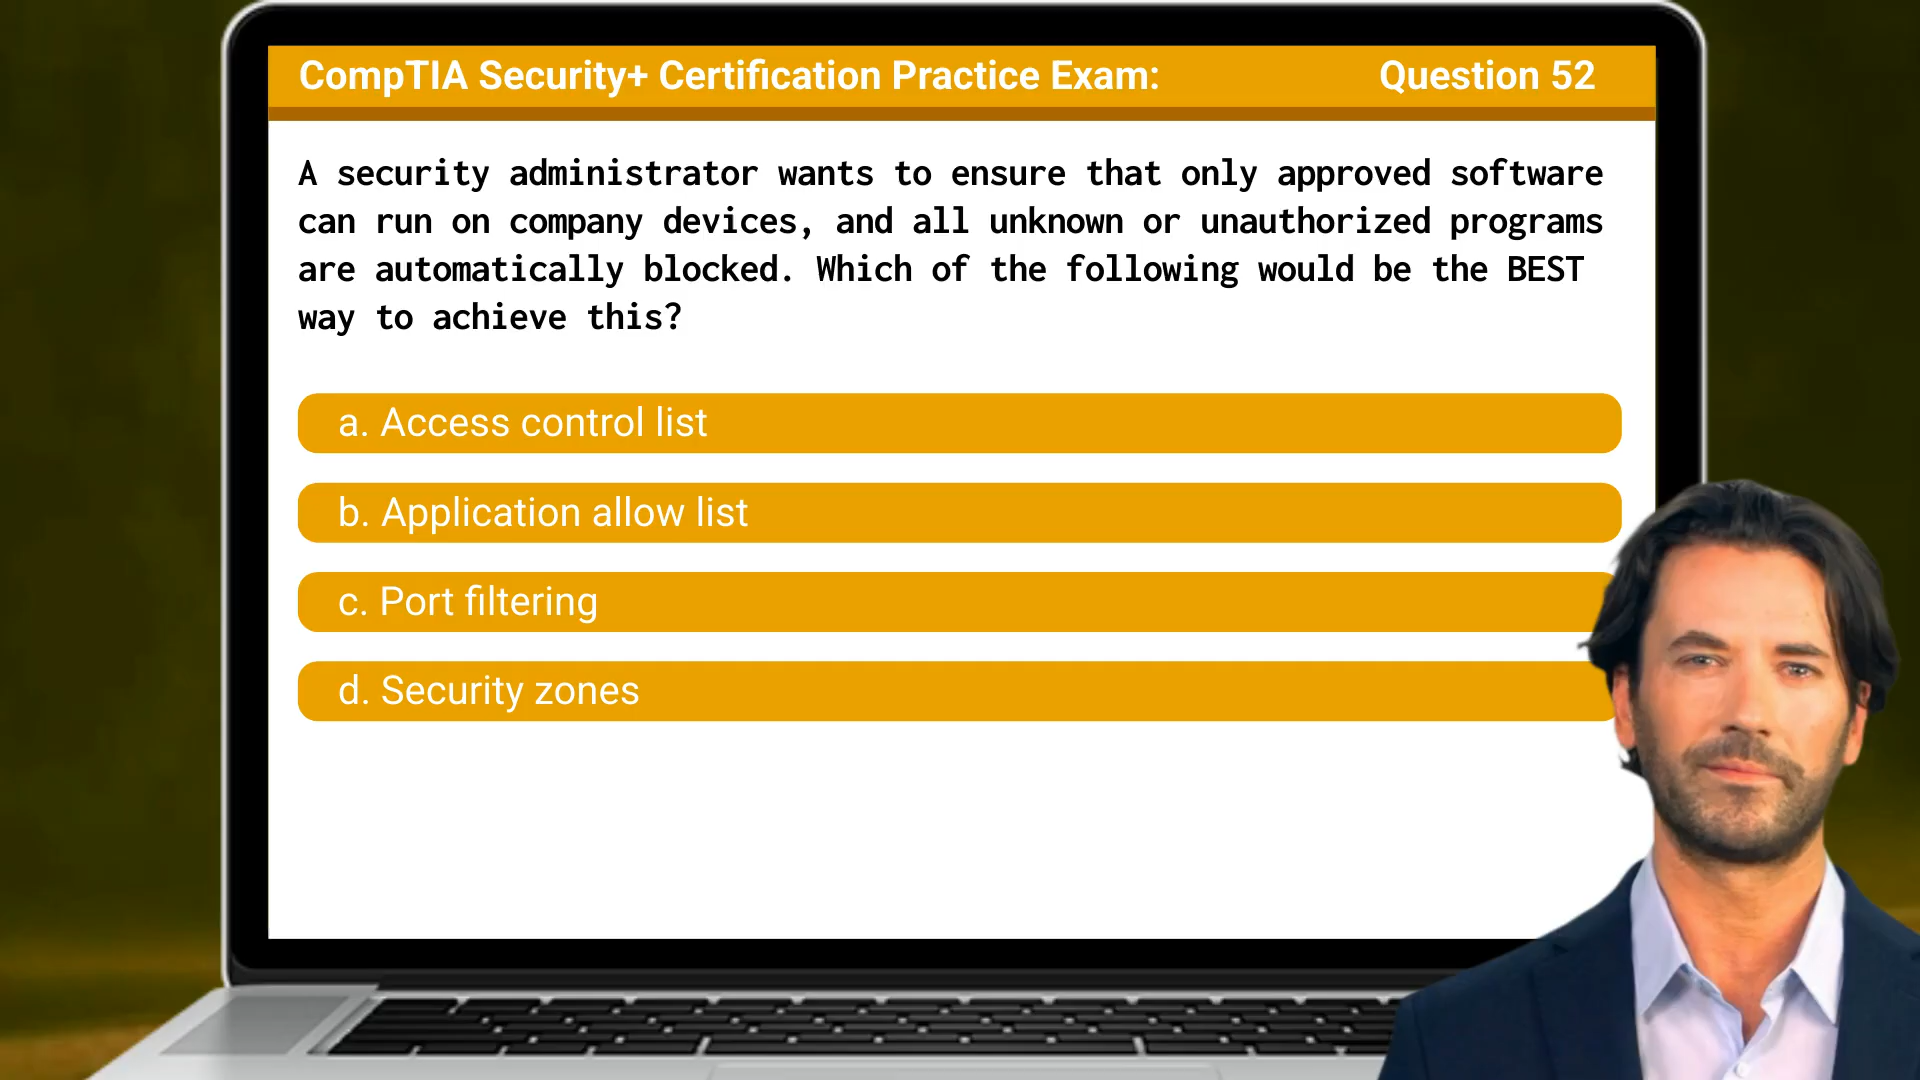 CompTIA Security+ Certification Practice Exam: Question 52
A security administrator wants to ensure that only approved software
can run on company devices, and all unknown or unauthorized programs
are automatically blocked. Which of the following would be the BEST
way to achieve this?
a. Access control list
b. Application allow list
c. Port filtering
d. Security zones